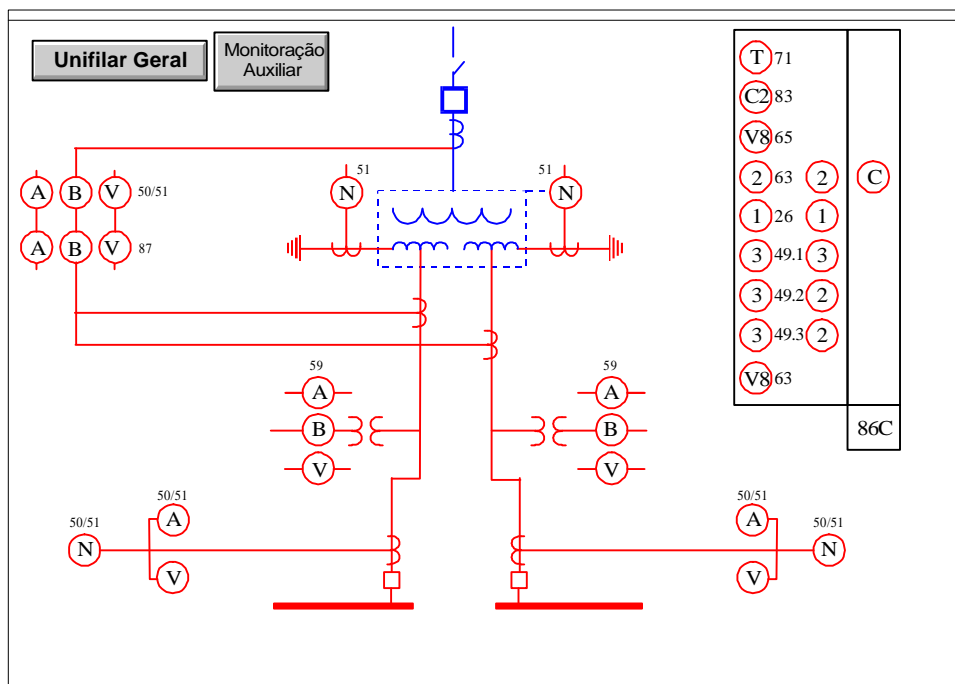 Unifilar Geral
Monitoração
Auxiliar
T 71
C2 83
V8 65
2 63 2 C
1 26 1
3 49.1 3
3 49.2 2
3 49.3 2
V8 63
86C
51
N
51
N
A B V 50/51
A B V 87
59
A
B
V
59
A
B
V
50/51
A
50/51
N
V
50/51
A
50/51
N
V